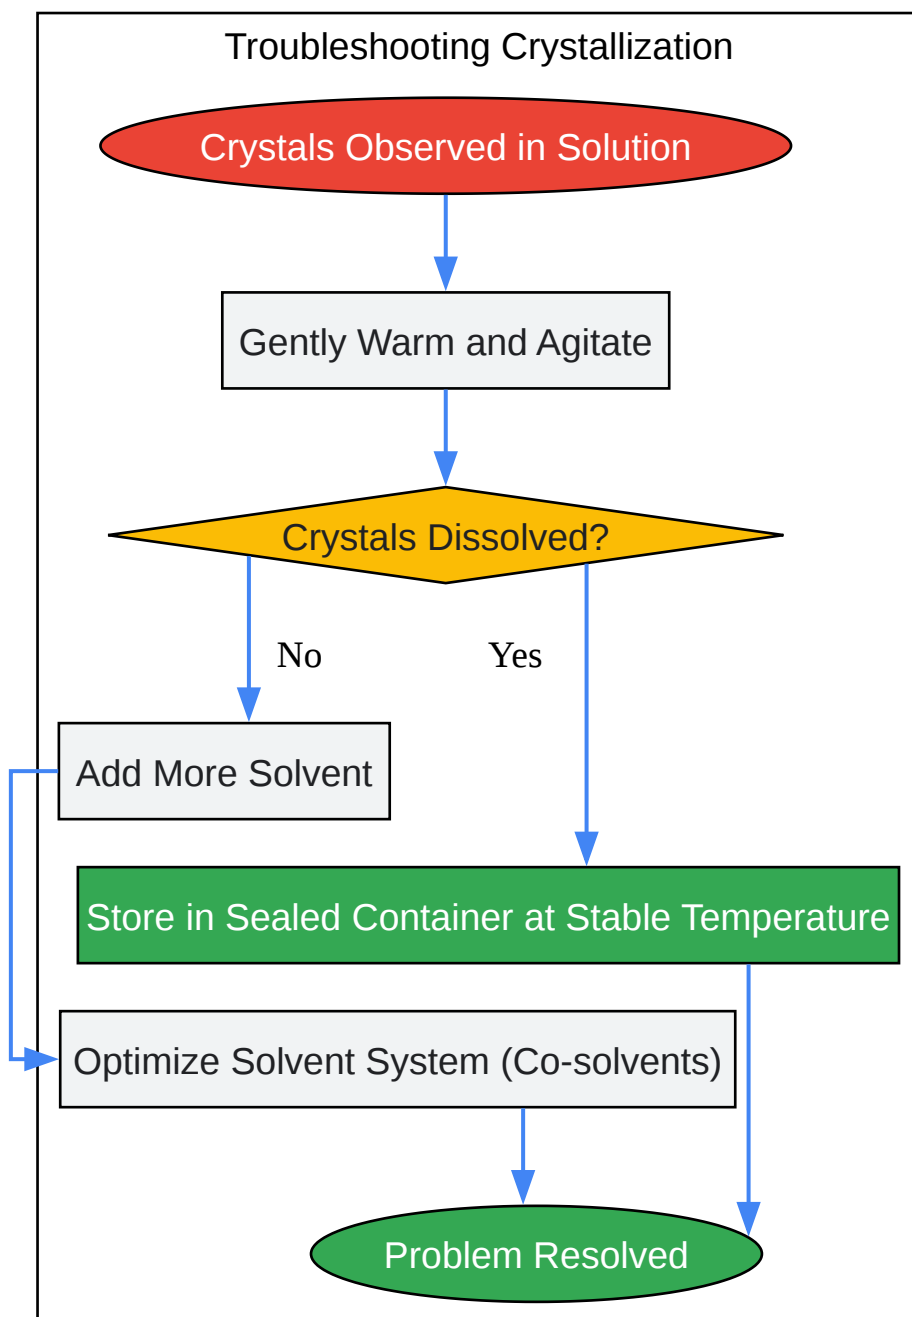 Troubleshooting Crystallization
Crystals Observed in Solution
Gently Warm and Agitate
Crystals Dissolved?
No
Yes
Add More Solvent
Store in Sealed Container at Stable Temperature
Optimize Solvent System (Co-solvents)
Problem Resolved